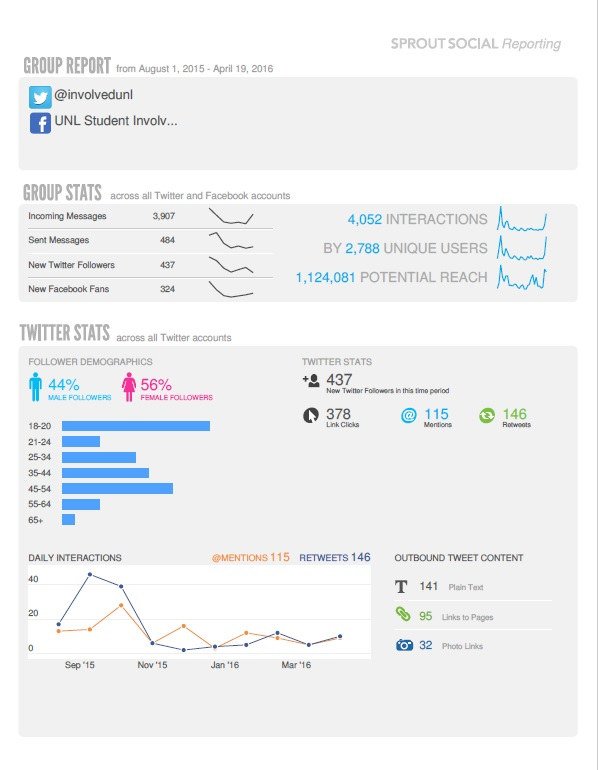 SPROUT SOCIAL Reporting
GROUP REPORT from August 1, 2015 - April 19, 2016
@involvedunl
UNL Student Involv...
GROUP STATS across all Twitter and Facebook accounts
Incoming Messages 3,907
Sent Messages 484
New Twitter Followers 437
New Facebook Fans 324
4,052 INTERACTIONS
BY 2,788 UNIQUE USERS
1,124,081 POTENTIAL REACH
TWITTER STATS across all Twitter accounts
FOLLOWER DEMOGRAPHICS
44%
MALE FOLLOWERS
56%
FEMALE FOLLOWERS
18-20
21-24
25-34
35-44
45-54
55-64
65+
TWITTER STATS
437
New Twitter Followers in this time period
378
Link Clicks
115
Mentions
146
Retweets
DAILY INTERACTIONS @MENTIONS 115 RETWEETS 146
40
20
0
Sep '15 Nov '15 Jan '16 Mar '16
OUTBOUND TWEET CONTENT
T 141 Plain Text
95 Links to Pages
32 Photo Links